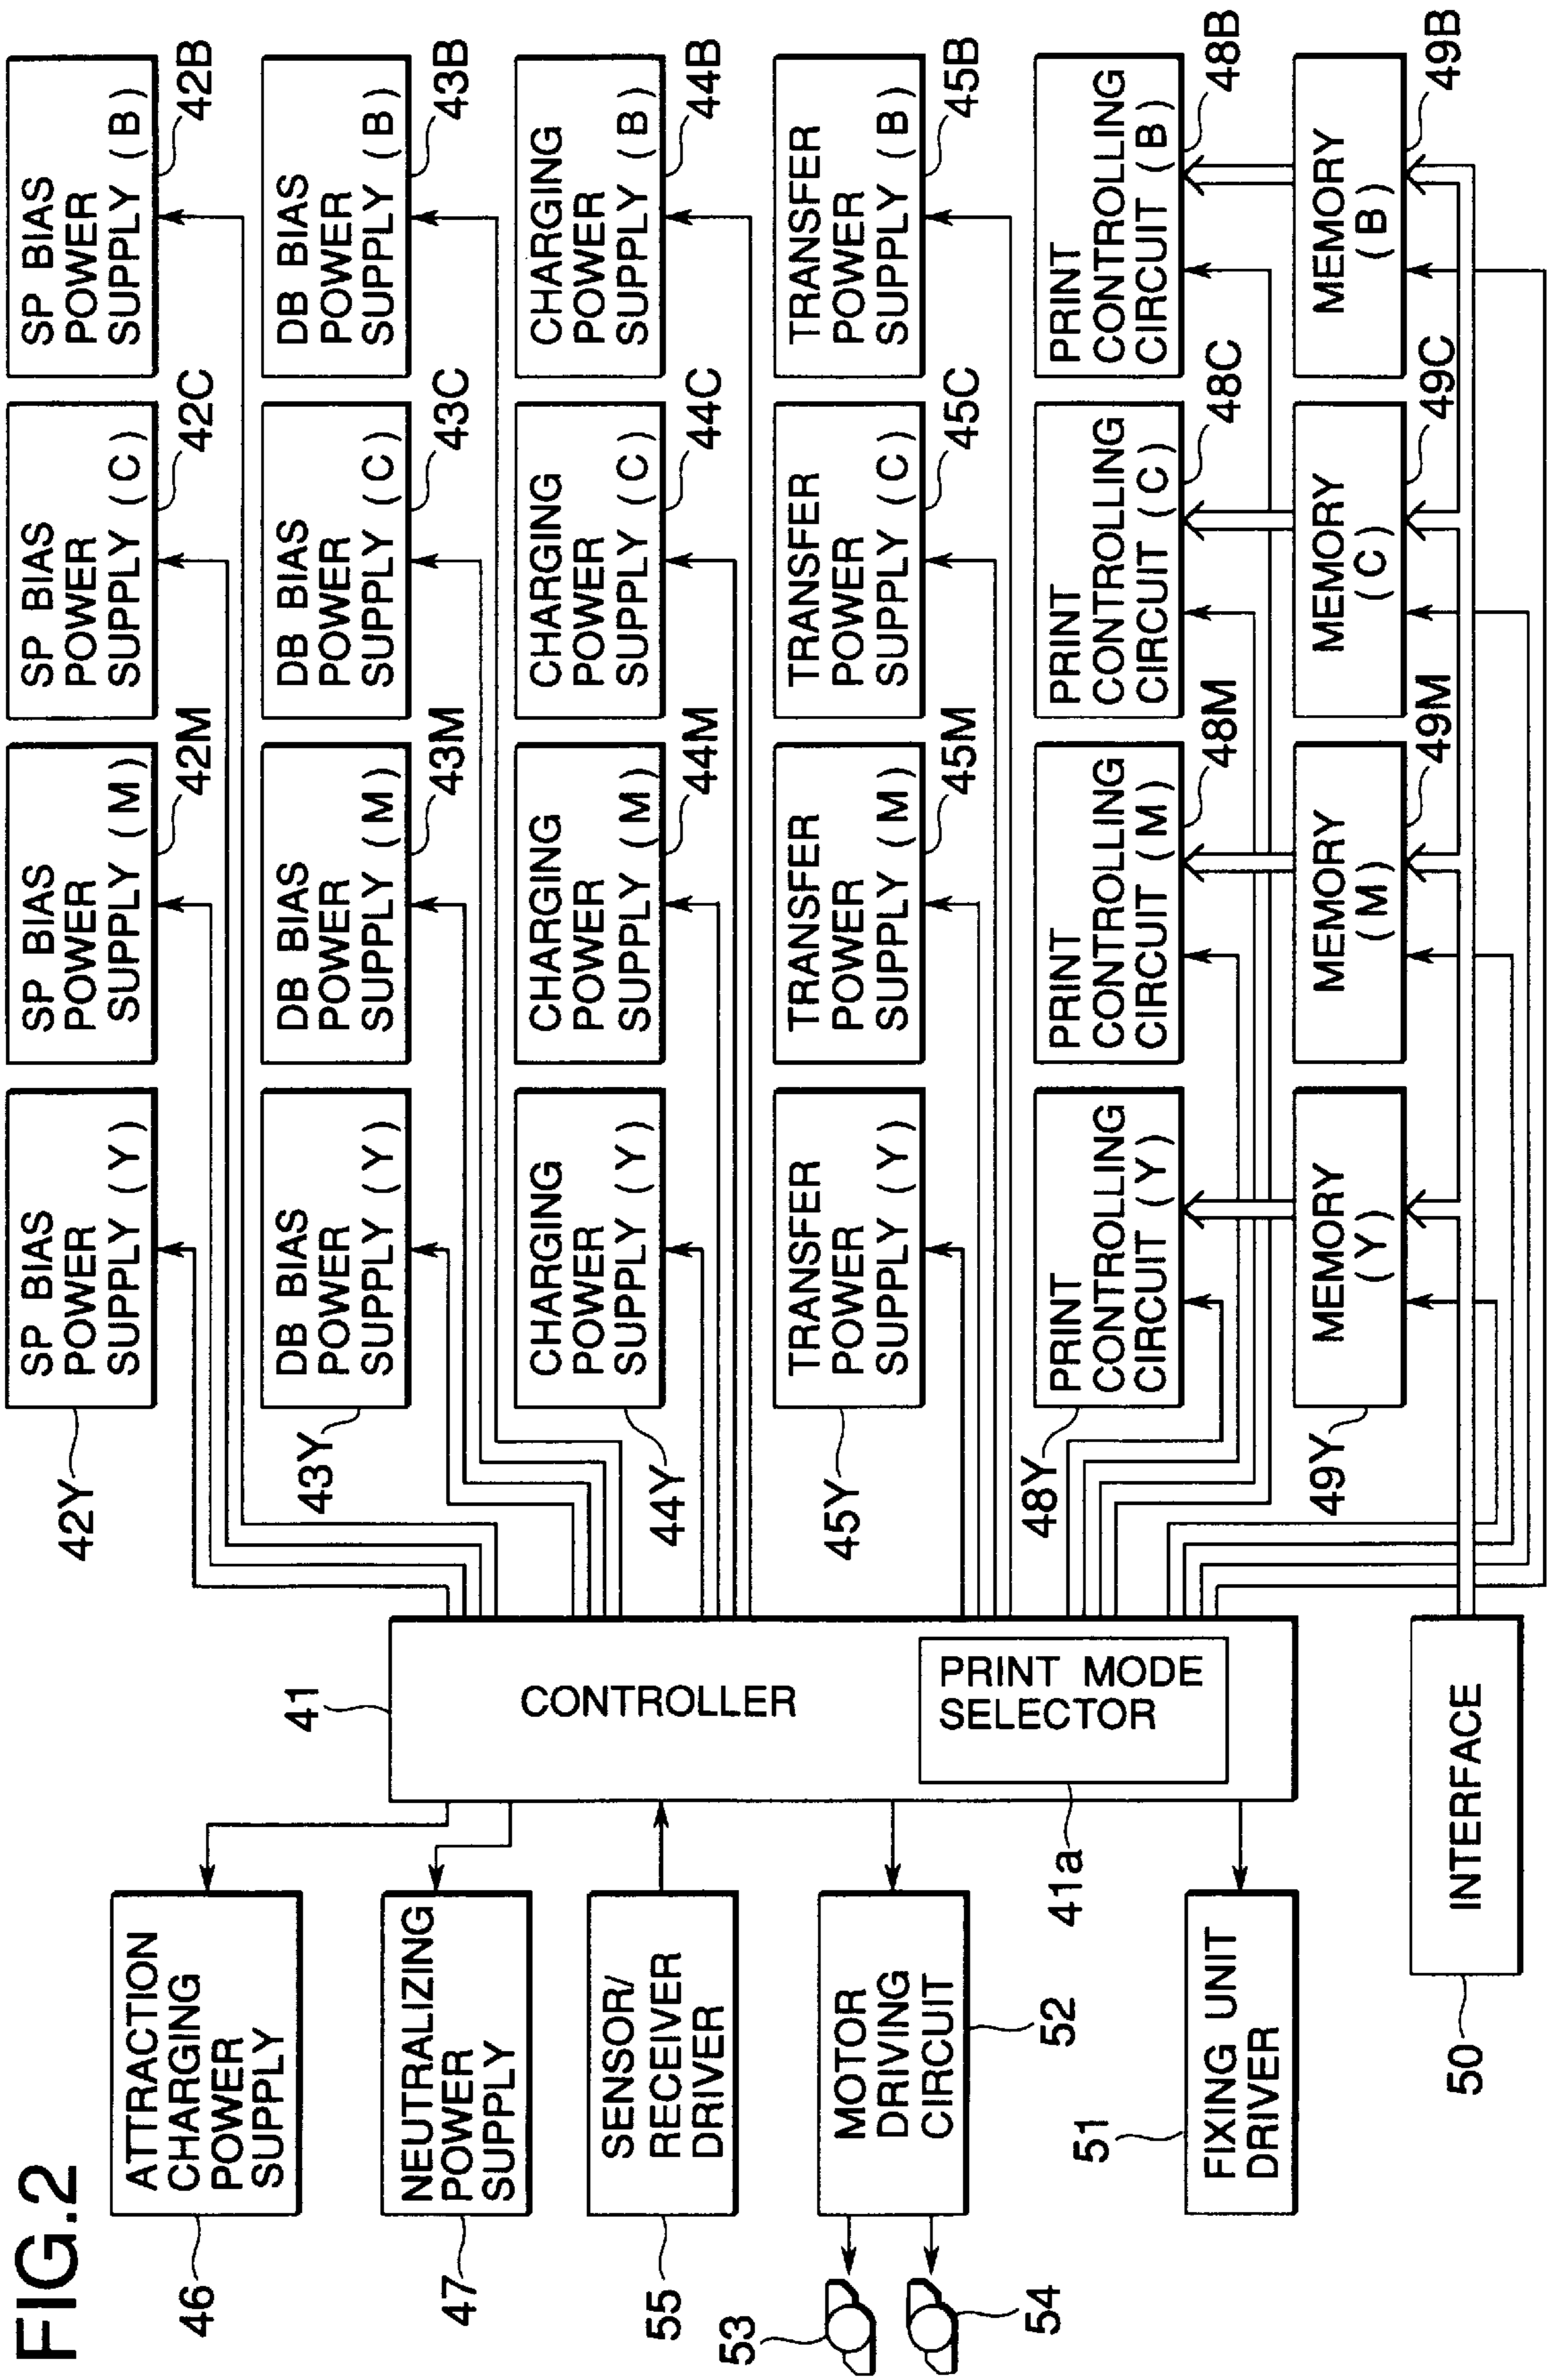 FIG.2
ATTRACTION
CHARGING
POWER
SUPPLY
46
NEUTRALIZING
POWER
SUPPLY
47
SENSOR/
RECEIVER
DRIVER
55
MOTOR
DRIVING
CIRCUIT
52
53
54
FIXING UNIT
DRIVER
51
INTERFACE
50
CONTROLLER
41
PRINT MODE
SELECTOR
41a
SP BIAS
POWER
SUPPLY (Y)
42Y
SP BIAS
POWER
SUPPLY (M)
42M
SP BIAS
POWER
SUPPLY (C)
42C
SP BIAS
POWER
SUPPLY (B)
42B
DB BIAS
POWER
SUPPLY (Y)
43Y
DB BIAS
POWER
SUPPLY (M)
43M
DB BIAS
POWER
SUPPLY (C)
43C
DB BIAS
POWER
SUPPLY (B)
43B
CHARGING
POWER
SUPPLY (Y)
44Y
CHARGING
POWER
SUPPLY (M)
44M
CHARGING
POWER
SUPPLY (C)
44C
CHARGING
POWER
SUPPLY (B)
44B
TRANSFER
POWER
SUPPLY (Y)
45Y
TRANSFER
POWER
SUPPLY (M)
45M
TRANSFER
POWER
SUPPLY (C)
45C
TRANSFER
POWER
SUPPLY (B)
45B
PRINT
CONTROLLING
CIRCUIT (Y)
48Y
PRINT
CONTROLLING
CIRCUIT (M)
48M
PRINT
CONTROLLING
CIRCUIT (C)
48C
PRINT
CONTROLLING
CIRCUIT (B)
48B
MEMORY
(Y)
49Y
MEMORY
(M)
49M
MEMORY
(C)
49C
MEMORY
(B)
49B